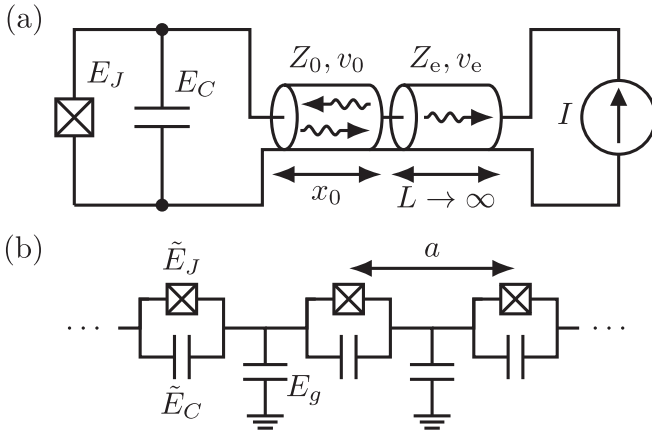 (a)
E_J
E_C
Z_0, v_0
Z_e, v_e
I
x_0
L → ∞
(b)
Ẽ_J
a
. . .
. . .
Ẽ_C
E_g